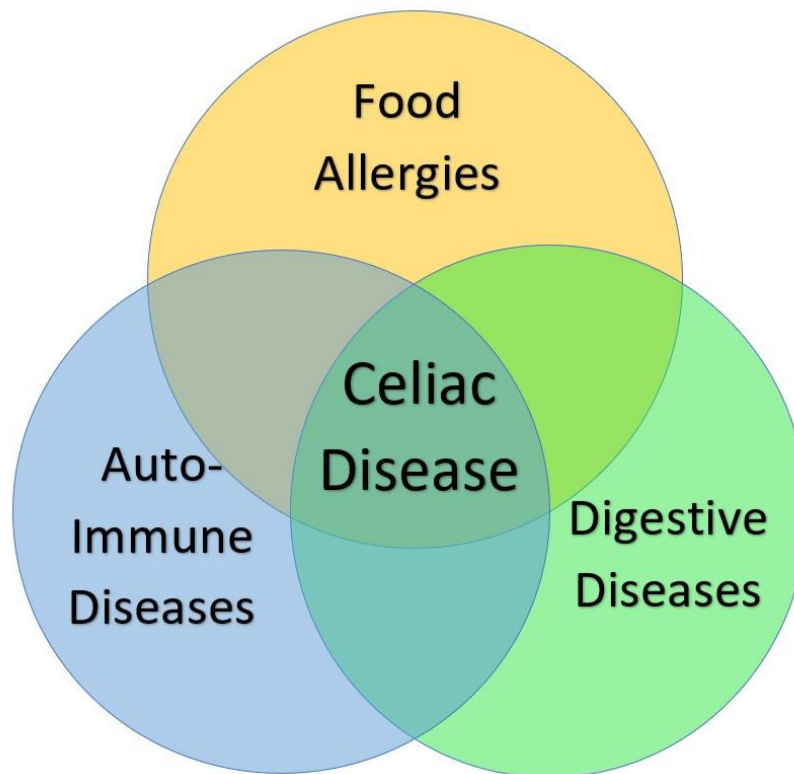 Food
Allergies
Celiac
Disease
Auto-
Immune
Diseases
Digestive
Diseases